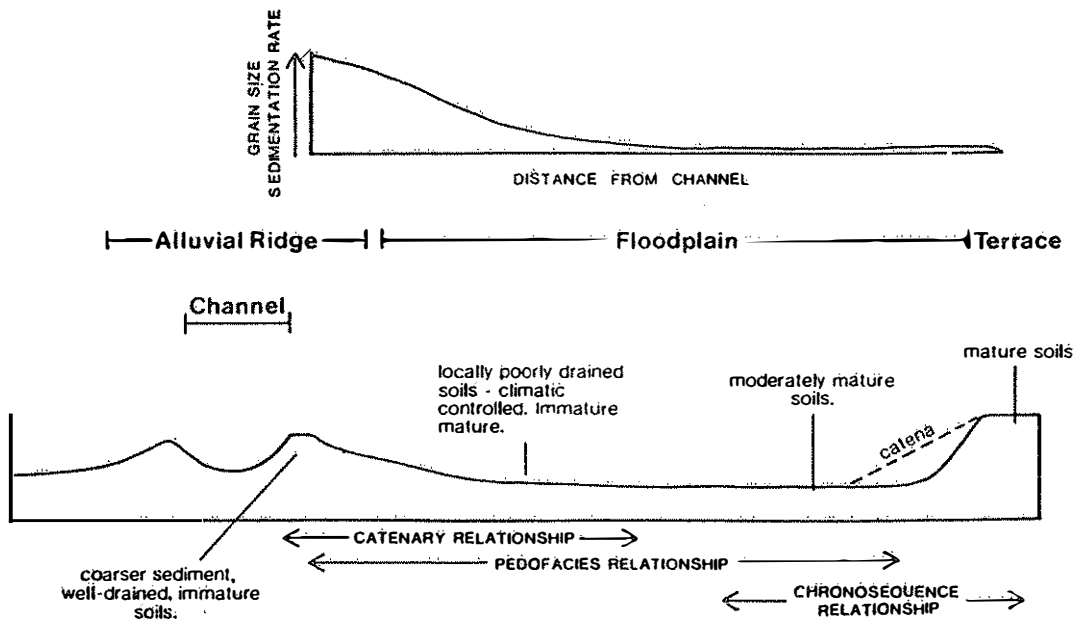 GRAIN SIZE
SEDIMENTATION RATE
DISTANCE FROM CHANNEL
Alluvial Ridge
Floodplain
Terrace
Channel
locally poorly drained
soils - climatic
controlled. Immature
mature.
moderately mature
soils.
mature soils
catena
CATENARY RELATIONSHIP
PEDOFACIES RELATIONSHIP
CHRONOSEQUENCE
RELATIONSHIP
coarser sediment,
well-drained, immature
soils.